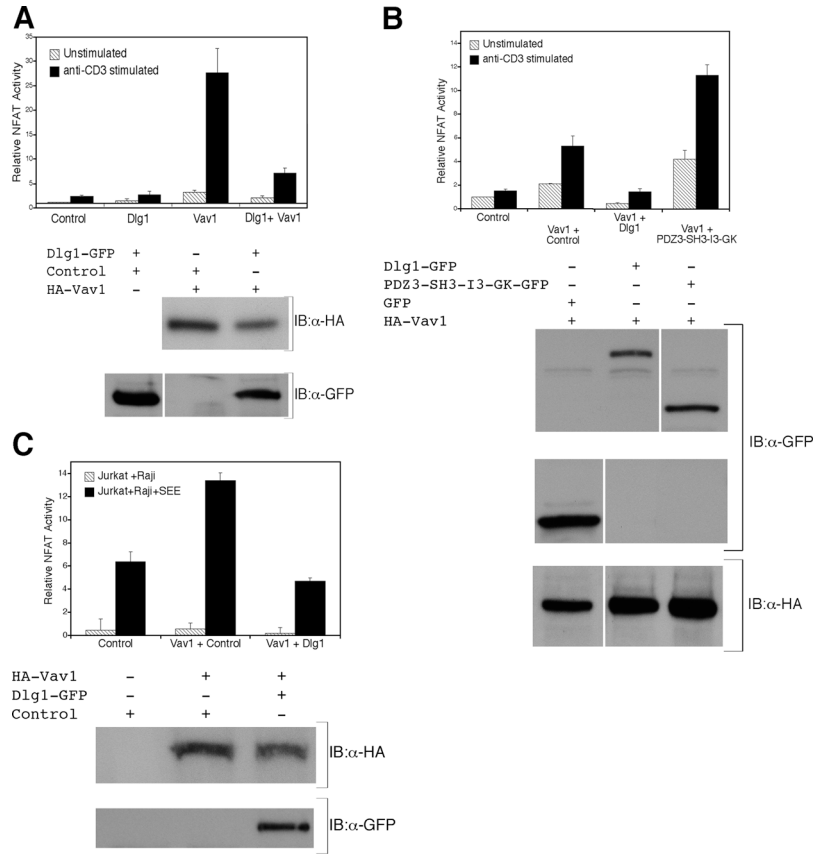 A
Relative NFAT Activity
35
30
25
20
15
10
5
0
Unstimulated
anti-CD3 stimulated
Control
Dlg1
Vav1
Dlg1+ Vav1
Dlg1-GFP + – +
Control + + –
HA-Vav1 – + +
IB:α-HA
IB:α-GFP
B
Relative NFAT Activity
14
12
10
8
6
4
2
0
Unstimulated
anti-CD3 stimulated
Control
Vav1 +
Control
Vav1 +
Dlg1
Vav1 +
PDZ3-SH3-I3-GK
Dlg1-GFP – + –
PDZ3-SH3-I3-GK-GFP – – +
GFP + – –
HA-Vav1 + + +
IB:α-GFP
IB:α-HA
C
Relative NFAT Activity
14
12
10
8
6
4
2
0
Jurkat +Raji
Jurkat+Raji+SEE
Control
Vav1 + Control
Vav1 + Dlg1
HA-Vav1 – + +
Dlg1-GFP – – +
Control + + –
IB:α-HA
IB:α-GFP